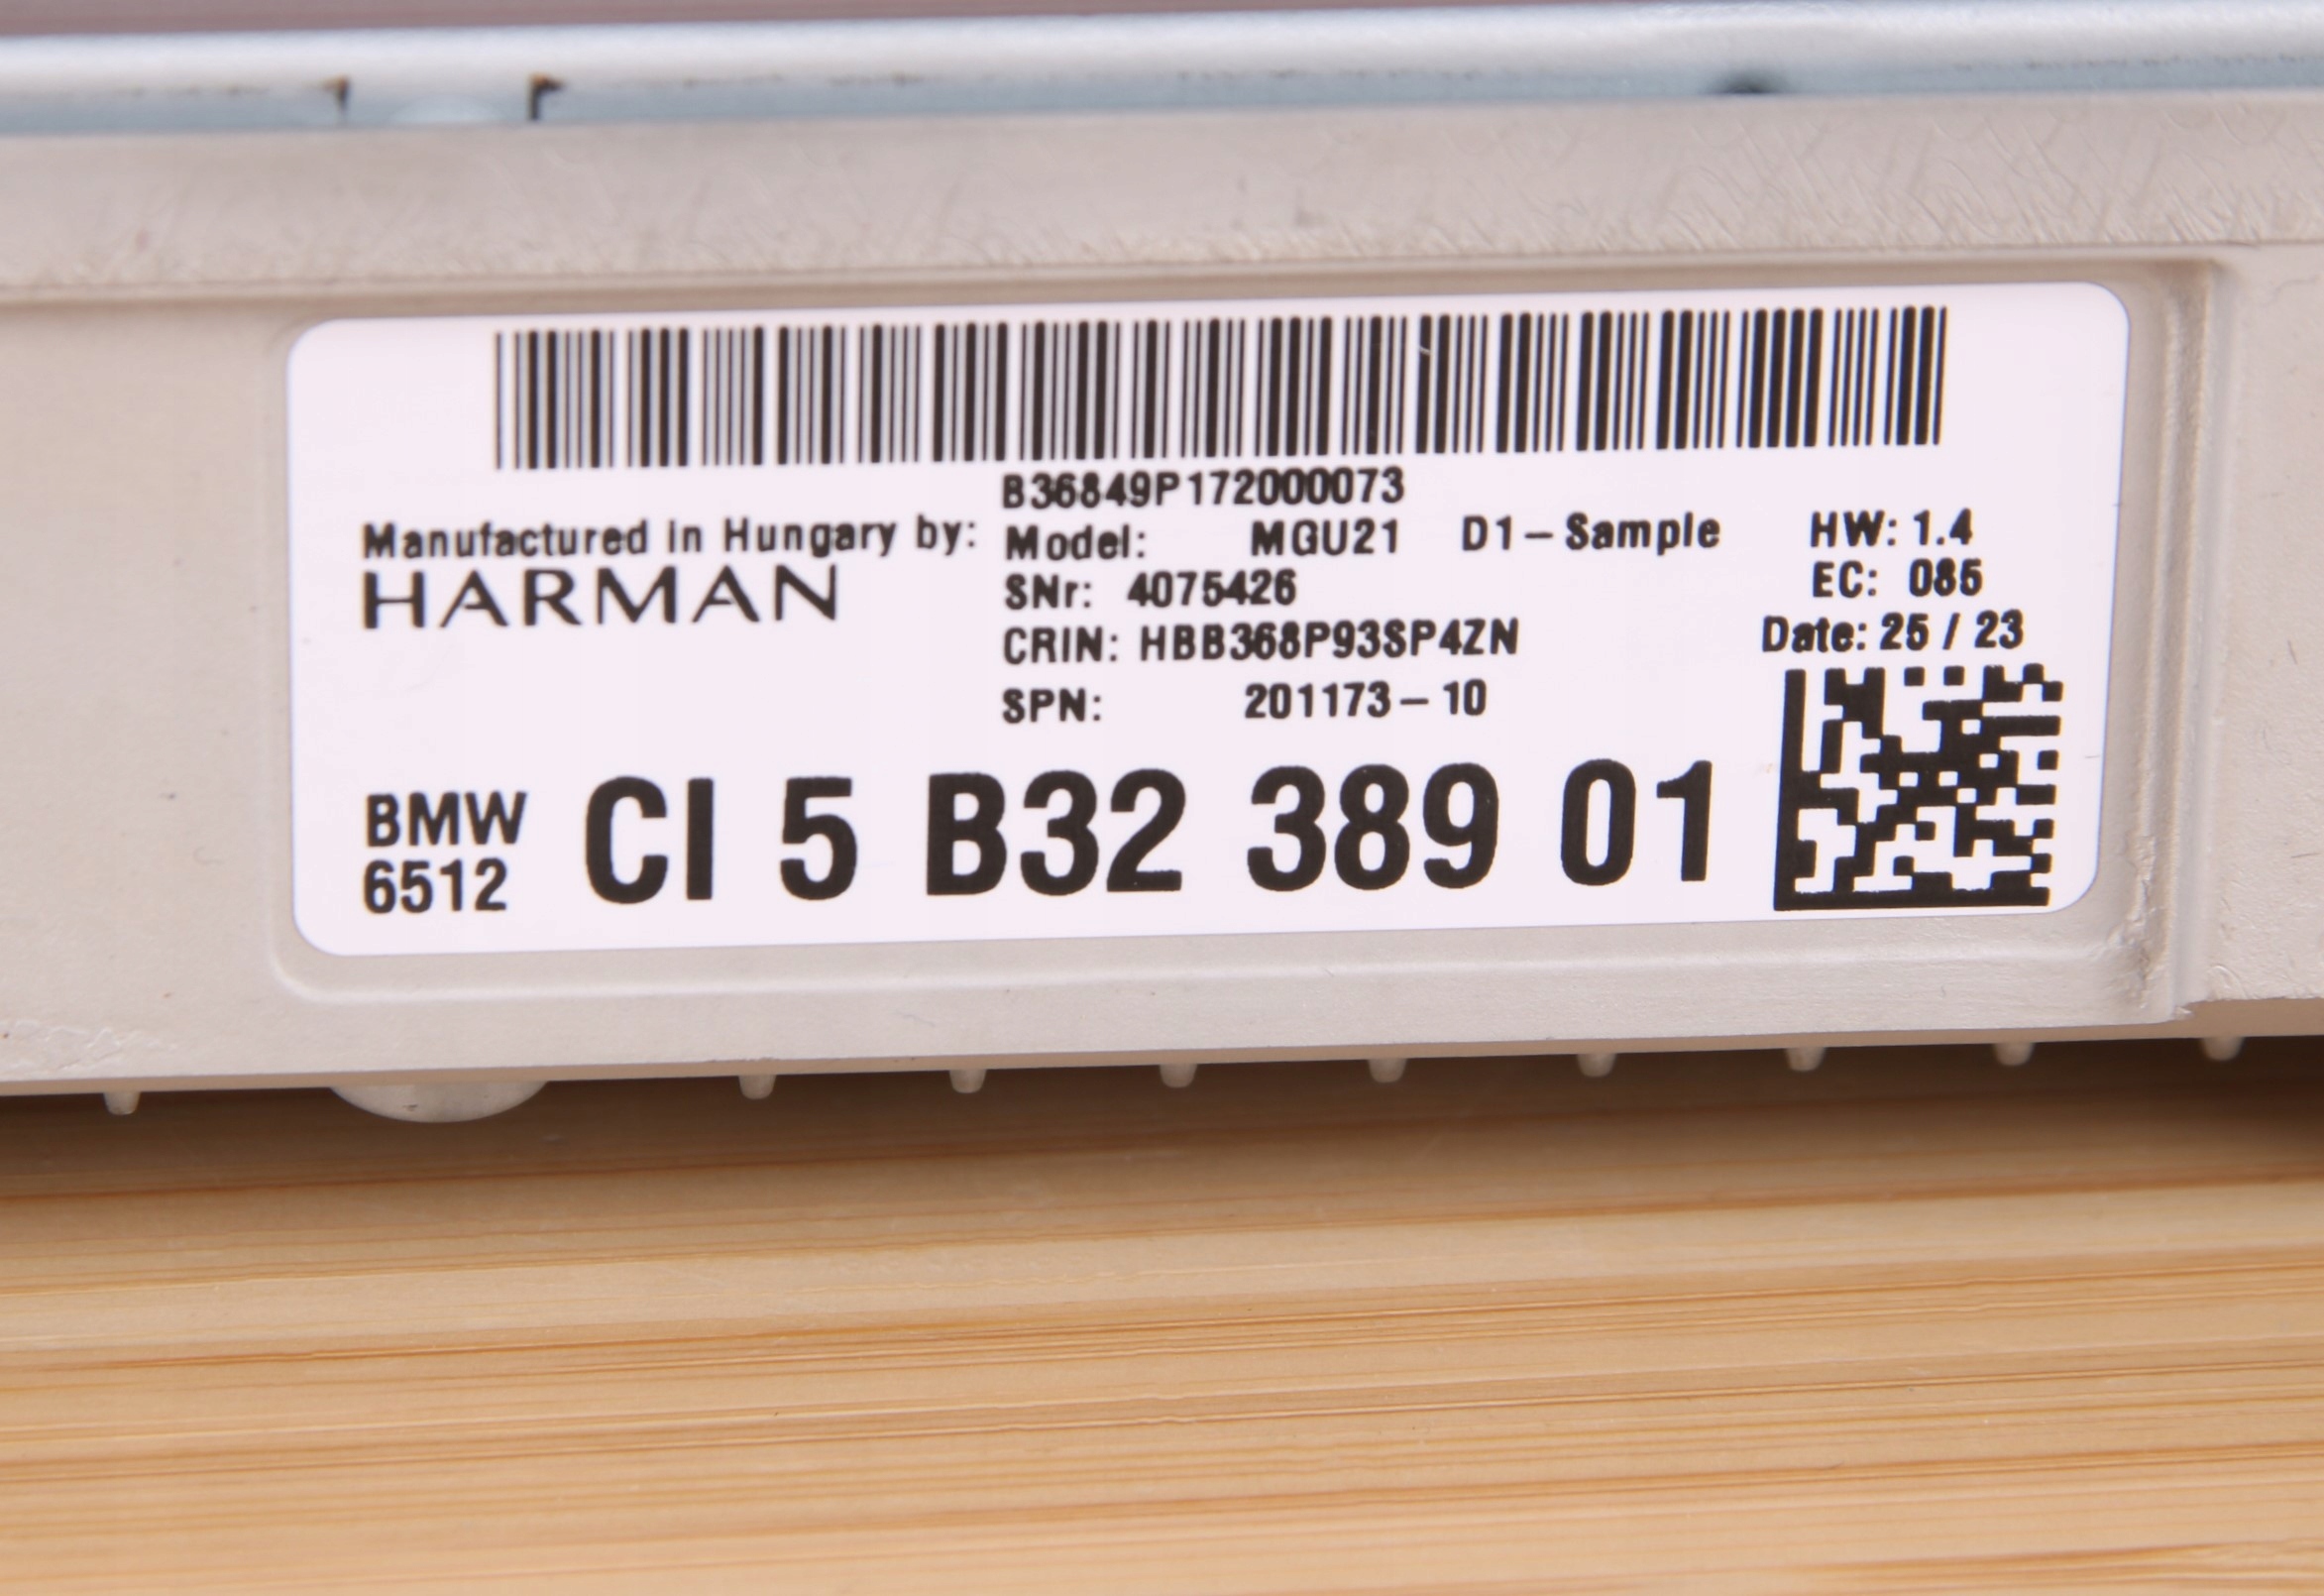 B36849P172000073
Manufactured in Hungary by:
HARMAN
Model: MGU21 D1-Sample
SNr: 4075426
CRIN: HBB368P93SP4ZN
SPN: 201173-10
HW: 1.4
EC: 085
Date: 25 / 23
BMW
6512
CI 5 B32 389 01